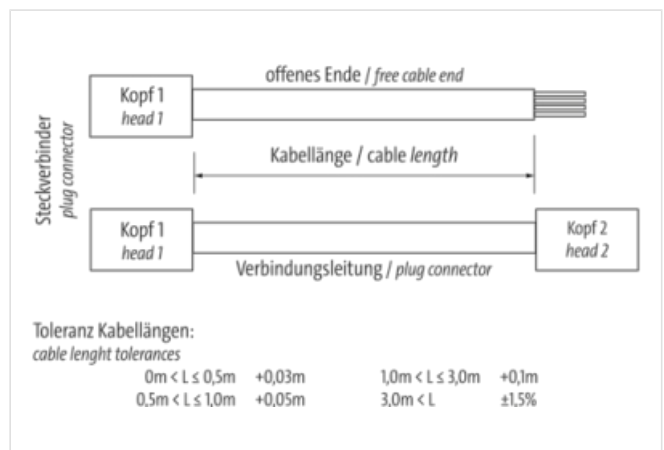 offenes Ende / free cable end
Kopf 1
head 1
Kabellänge / cable length
Steckverbinder
plug connector
Kopf 1
head 1
Kopf 2
head 2
Verbindungsleitung / plug connector
Toleranz Kabellängen:
cable lenght tolerances
0m < L ≤ 0,5m +0,03m 1,0m < L ≤ 3,0m +0,1m
0,5m < L ≤ 1,0m +0,05m 3,0m < L ±1,5%